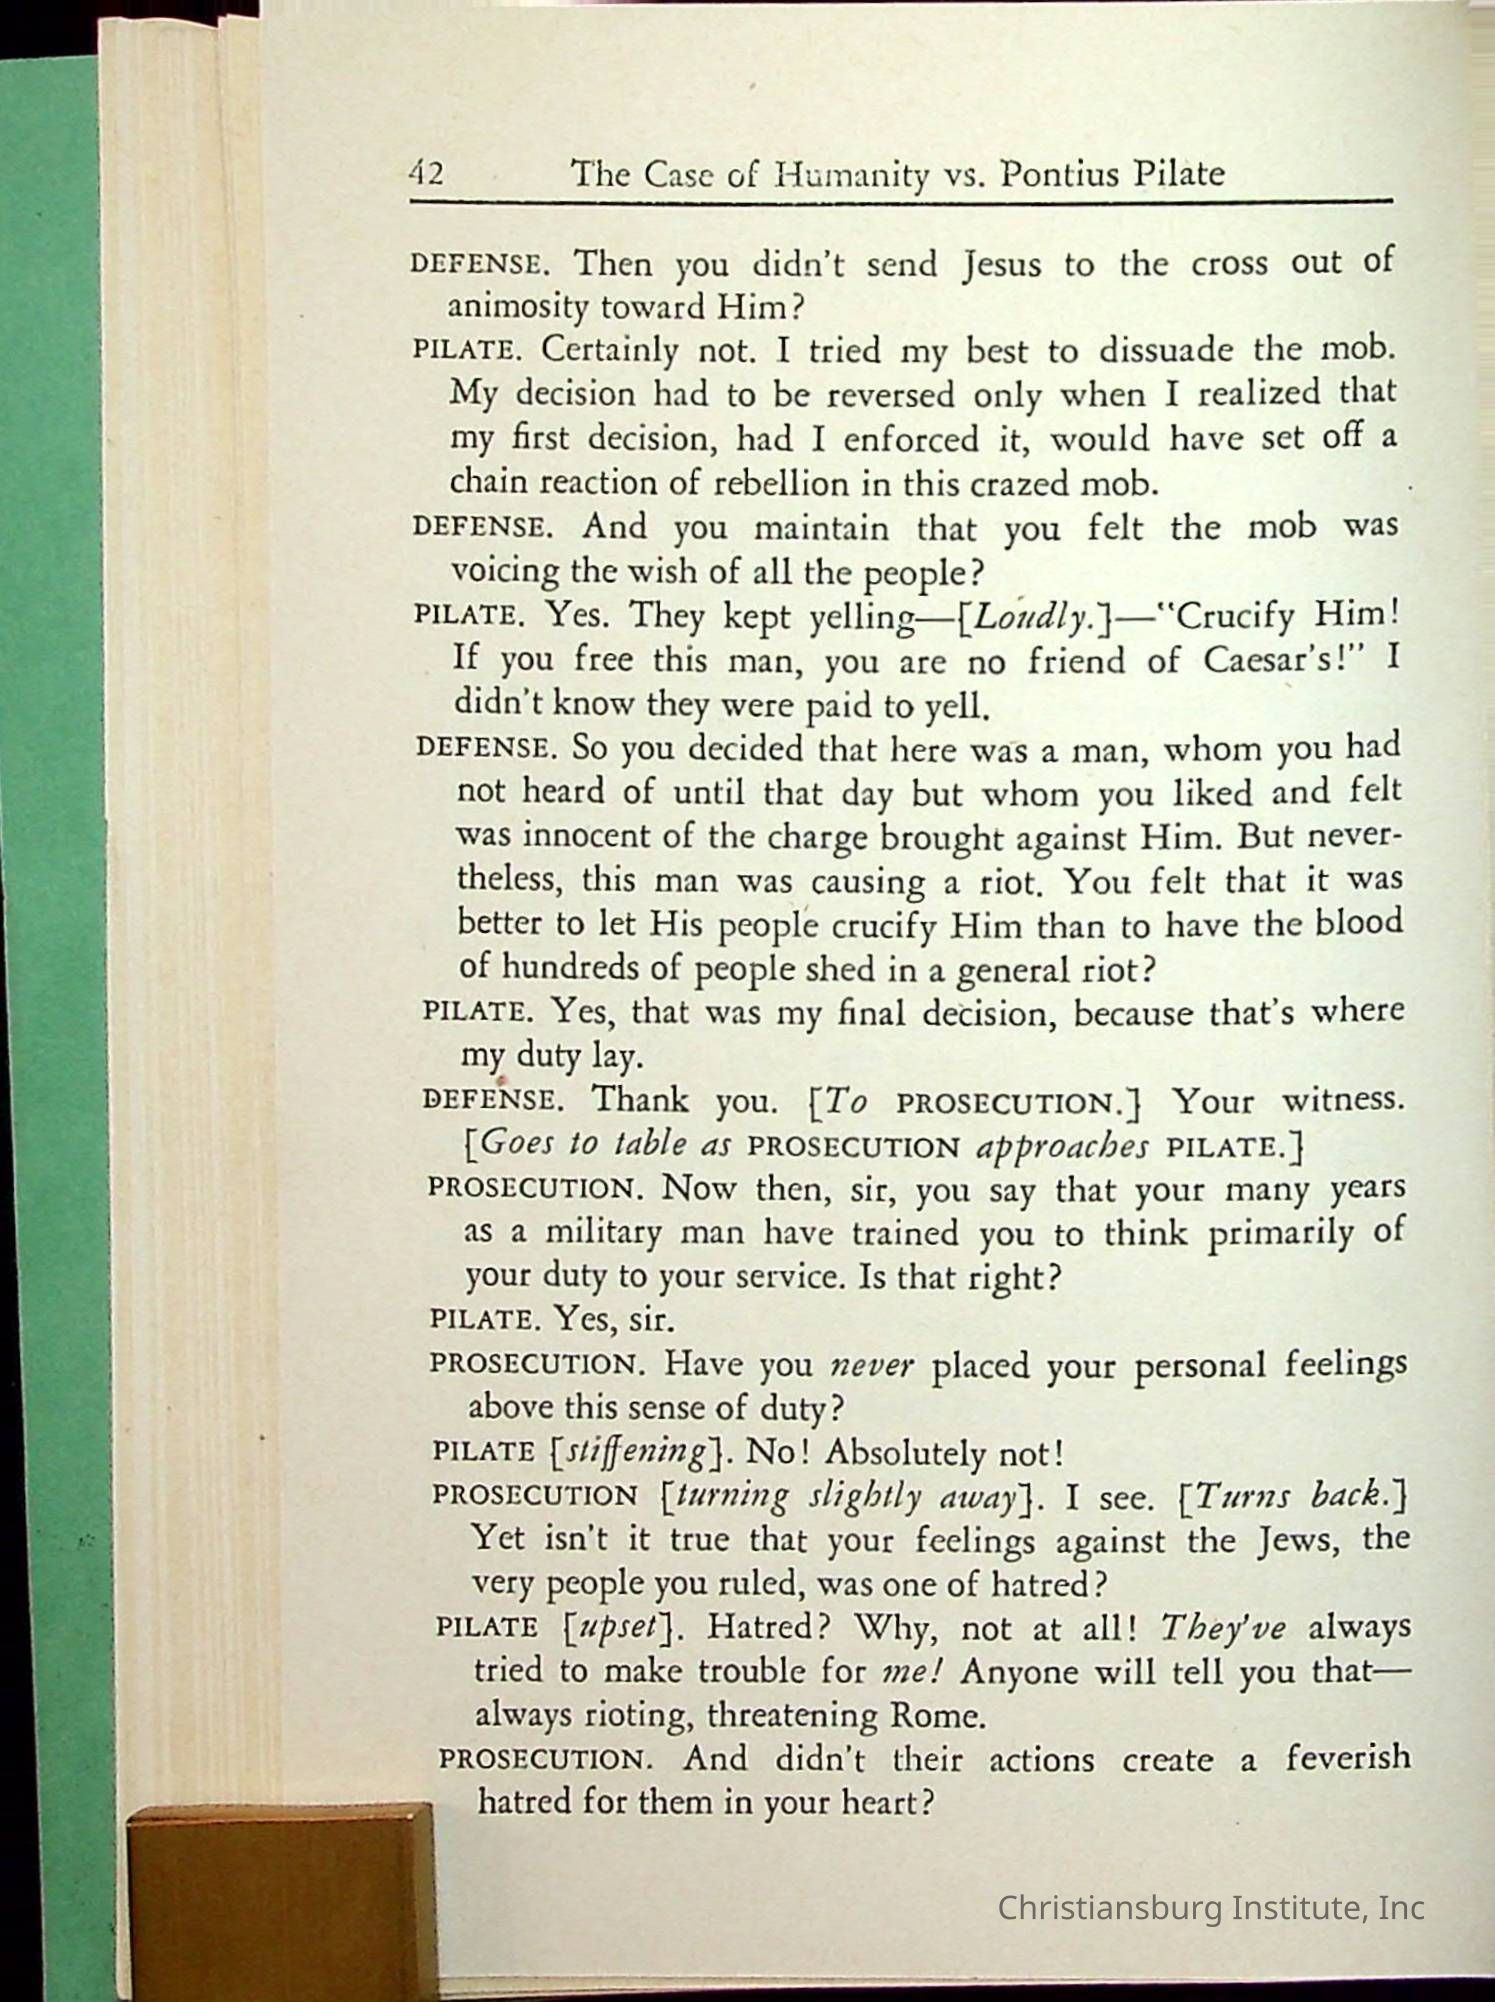 42 The Case of Humanity vs. Pontius Pilate
DEFENSE. Then you didn't send Jesus to the cross out of
animosity toward Him?
PILATE. Certainly not. I tried my best to dissuade the mob.
My decision had to be reversed only when I realized that
my first decision, had I enforced it, would have set off a
chain reaction of rebellion in this crazed mob.
DEFENSE. And you maintain that you felt the mob was
voicing the wish of all the people?
PILATE. Yes. They kept yelling—[Loudly.]—"Crucify Him!
If you free this man, you are no friend of Caesar's!" I
didn't know they were paid to yell.
DEFENSE. So you decided that here was a man, whom you had
not heard of until that day but whom you liked and felt
was innocent of the charge brought against Him. But never-
theless, this man was causing a riot. You felt that it was
better to let His people crucify Him than to have the blood
of hundreds of people shed in a general riot?
PILATE. Yes, that was my final decision, because that's where
my duty lay.
DEFENSE. Thank you. [To PROSECUTION.] Your witness.
[Goes to table as PROSECUTION approaches PILATE.]
PROSECUTION. Now then, sir, you say that your many years
as a military man have trained you to think primarily of
your duty to your service. Is that right?
PILATE. Yes, sir.
PROSECUTION. Have you never placed your personal feelings
above this sense of duty?
PILATE [stiffening]. No! Absolutely not!
PROSECUTION [turning slightly away]. I see. [Turns back.]
Yet isn't it true that your feelings against the Jews, the
very people you ruled, was one of hatred?
PILATE [upset]. Hatred? Why, not at all! They've always
tried to make trouble for me! Anyone will tell you that—
always rioting, threatening Rome.
PROSECUTION. And didn't their actions create a feverish
hatred for them in your heart?
Christiansburg Institute, Inc